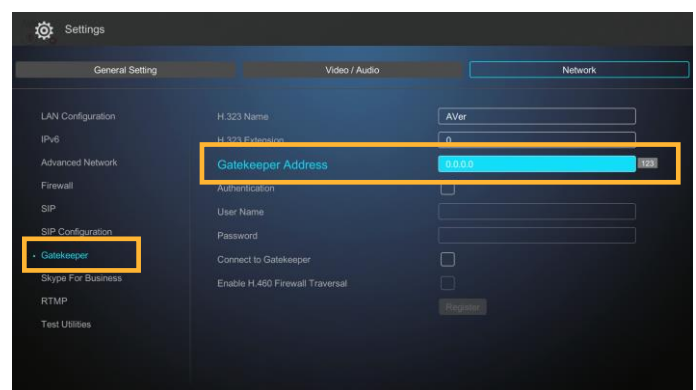 Settings
General Setting
Video / Audio
Network
LAN Configuration
IPv6
Advanced Network
Firewall
SIP
SIP Configuration
Gatekeeper
Skype For Business
RTMP
Test Utilities
H.323 Name
AVer
H.323 Extension
0
Gatekeeper Address
0.0.0.0
123
Authentication
User Name
Password
Connect to Gatekeeper
Enable H.460 Firewall Traversal
Register